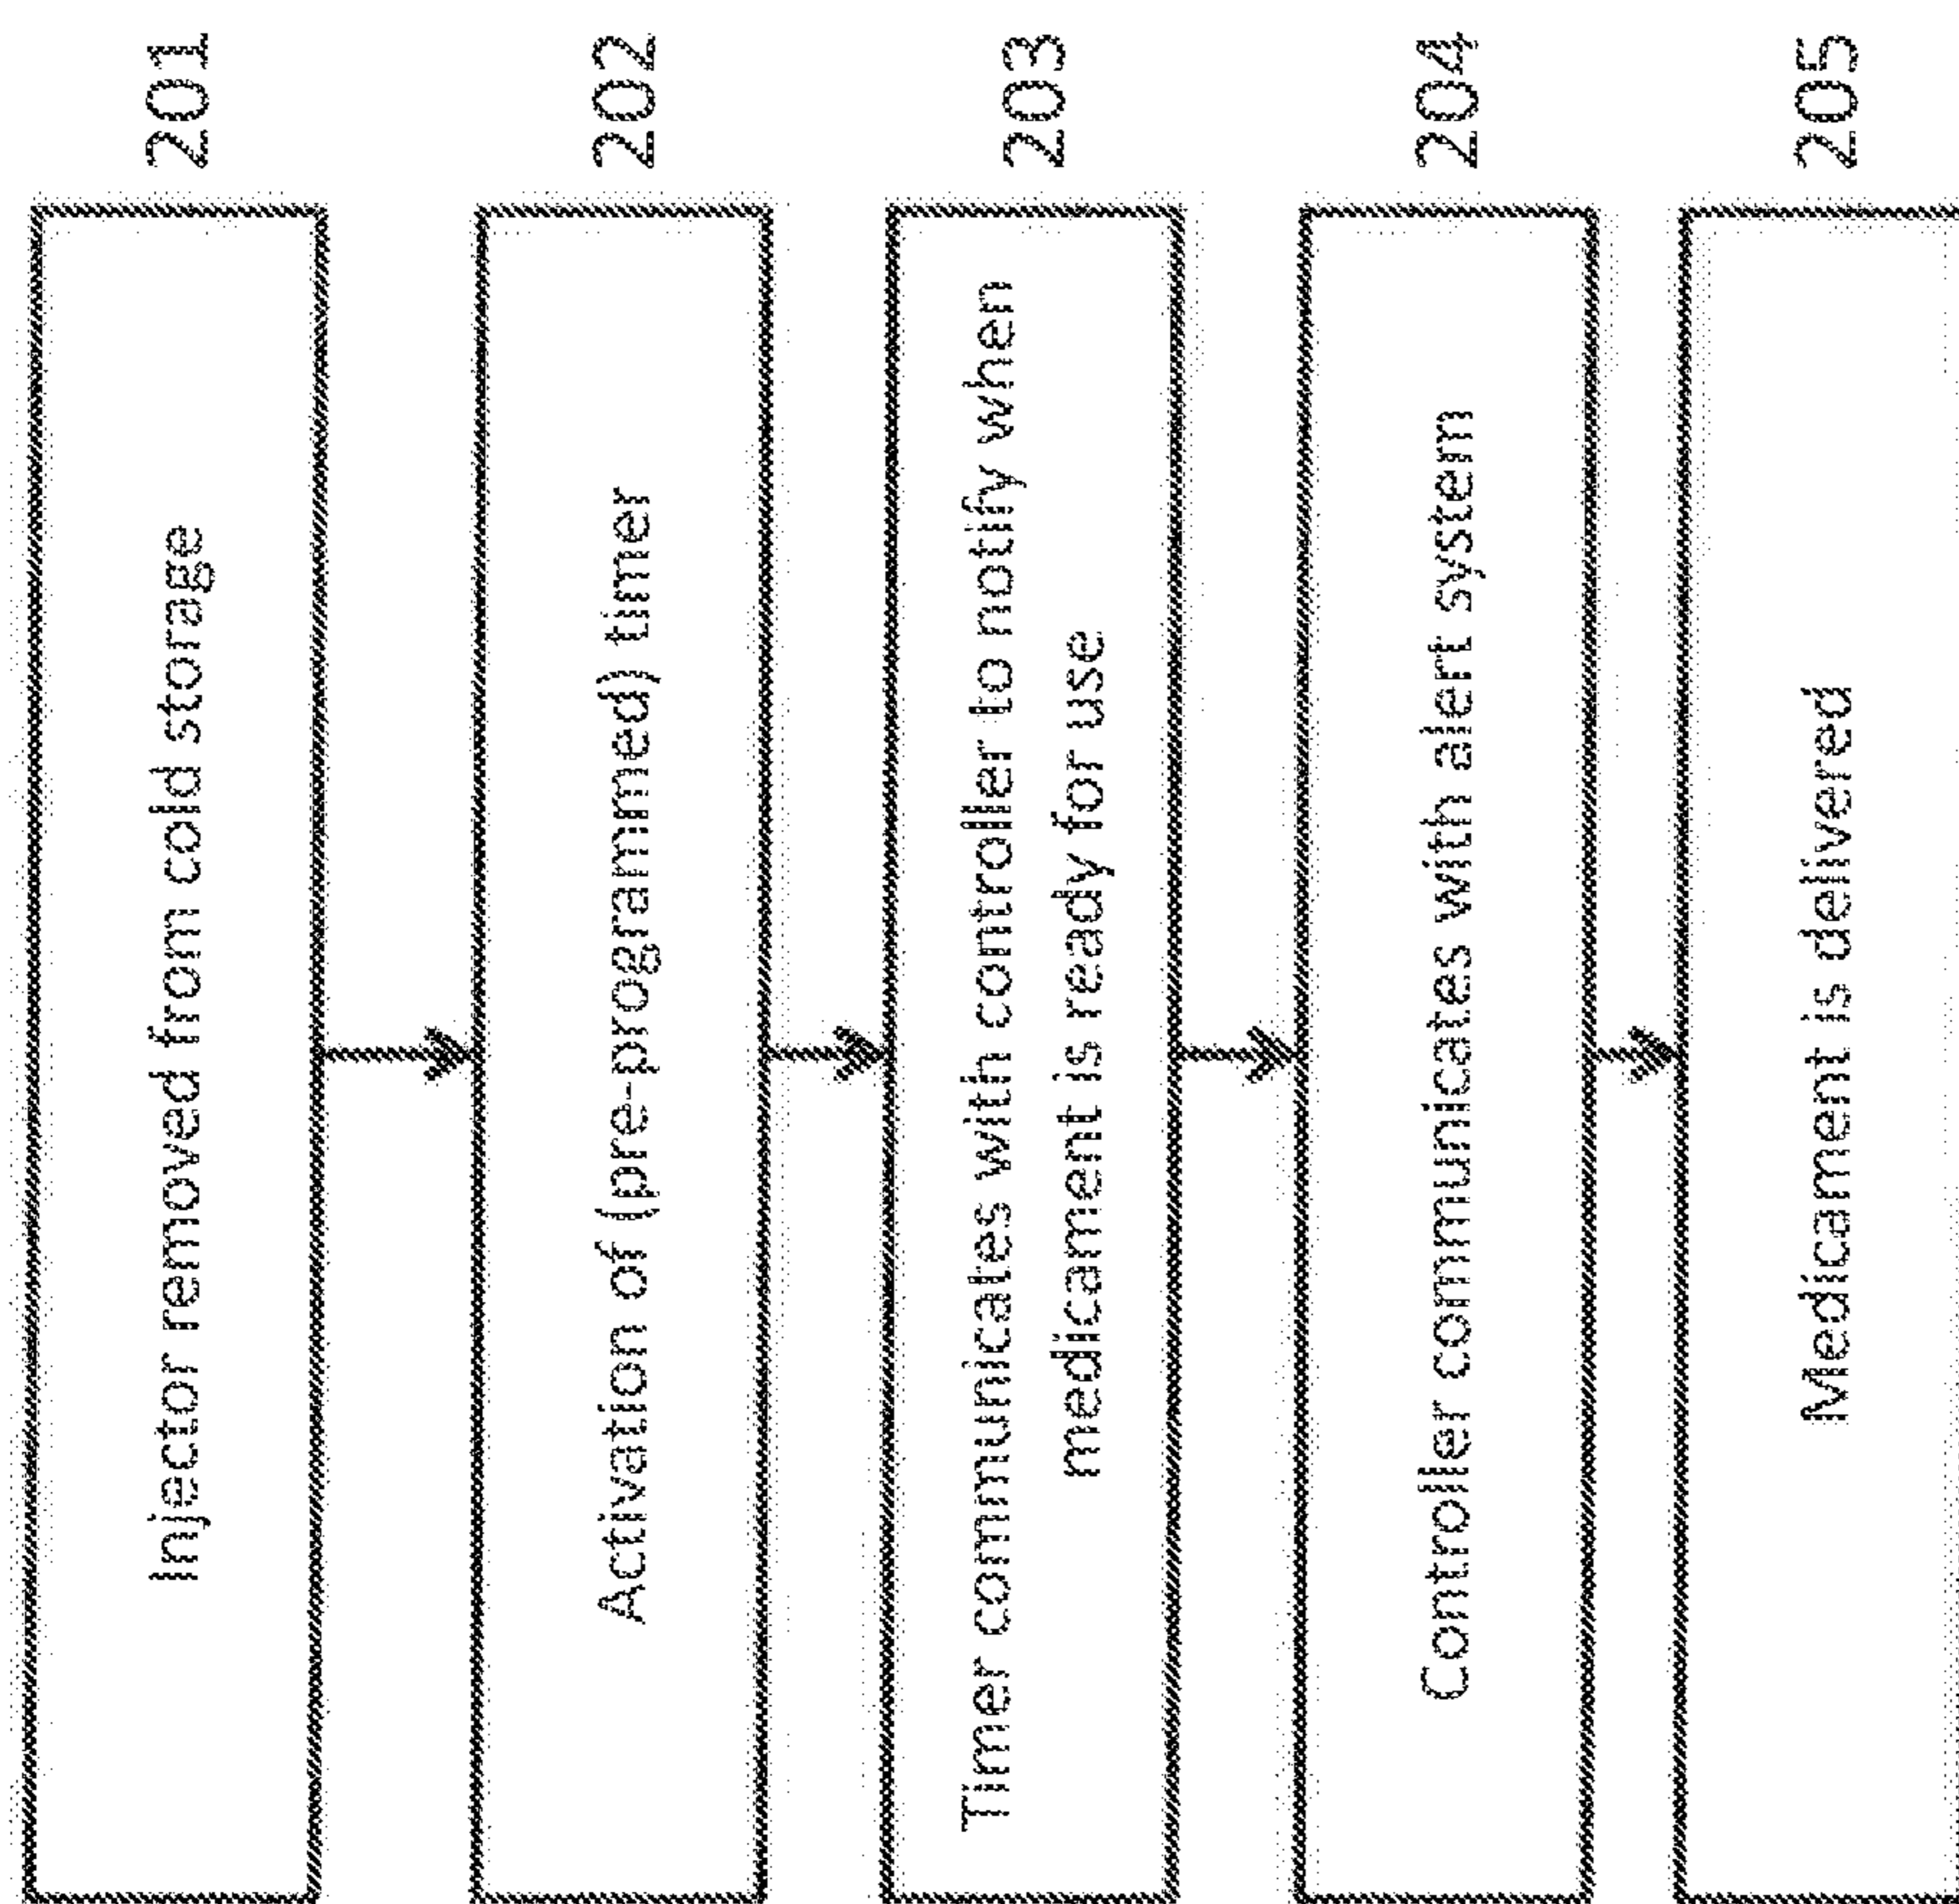 Injector removed from cold storage 201
Activation of (pre-programmed) timer 202
Timer communicates with controller to notify when 203
medicament is ready for use
Controller communicates with alert system 204
Medicament is delivered 205